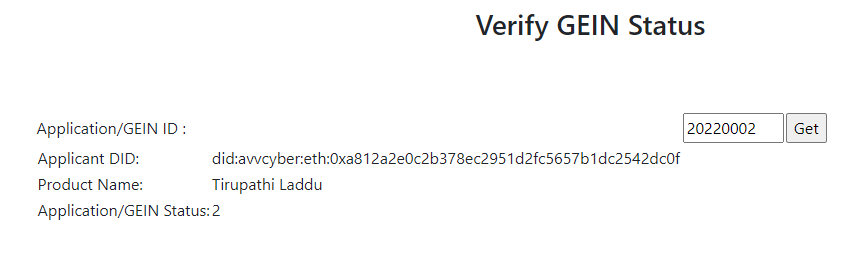 Verify GEIN Status
Application/GEIN ID : 20220002 Get
Applicant DID: did:avvcyber:eth:0xa812a2e0c2b378ec2951d2fc5657b1dc2542dc0f
Product Name: Tirupathi Laddu
Application/GEIN Status: 2